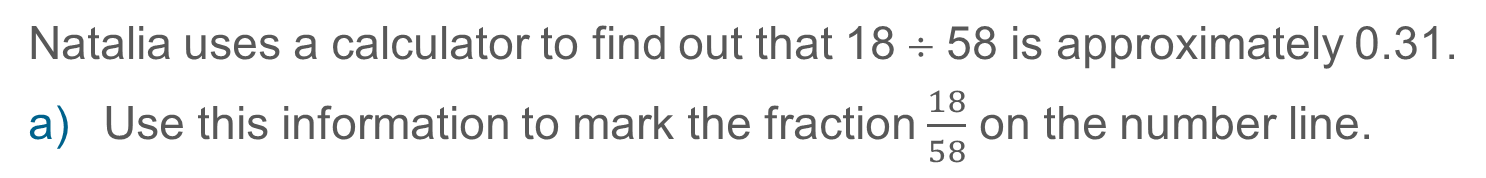 Natalia uses a calculator to find out that 18 ÷ 58 is approximately 0.31.
a) Use this information to mark the fraction 18/58 on the number line.